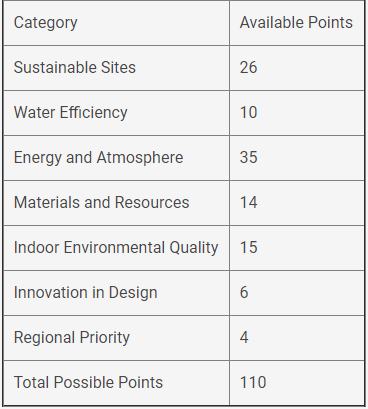 Category Available Points
Sustainable Sites 26
Water Efficiency 10
Energy and Atmosphere 35
Materials and Resources 14
Indoor Environmental Quality 15
Innovation in Design 6
Regional Priority 4
Total Possible Points 110